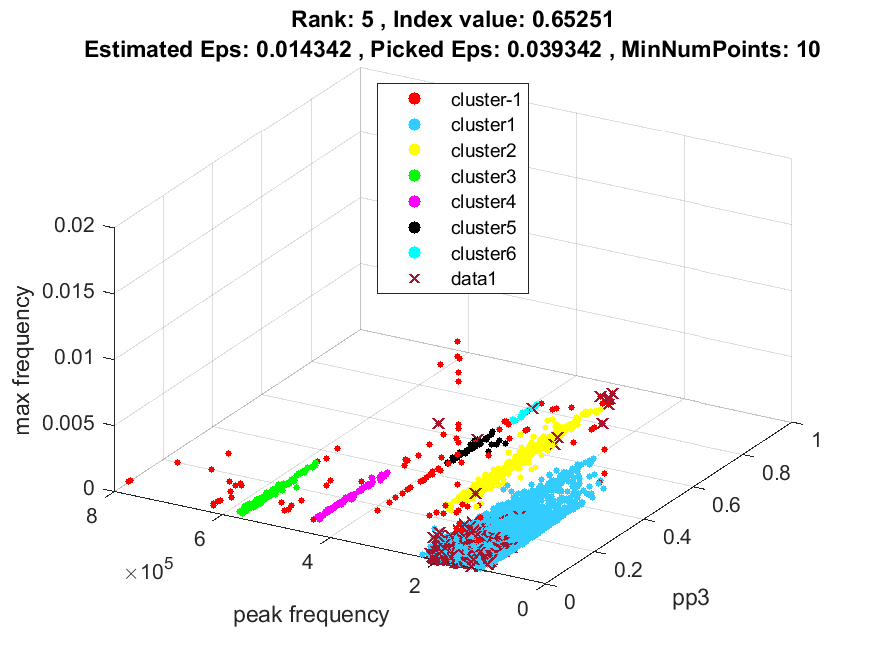 Rank: 5 , Index value: 0.65251
Estimated Eps: 0.014342 , Picked Eps: 0.039342 , MinNumPoints: 10
cluster-1
cluster1
cluster2
cluster3
cluster4
cluster5
cluster6
data1
0.02
0.015
0.01
0.005
0
max frequency
8
6
4
2
0
×10^5
peak frequency
0
0.2
0.4
0.6
0.8
1
pp3